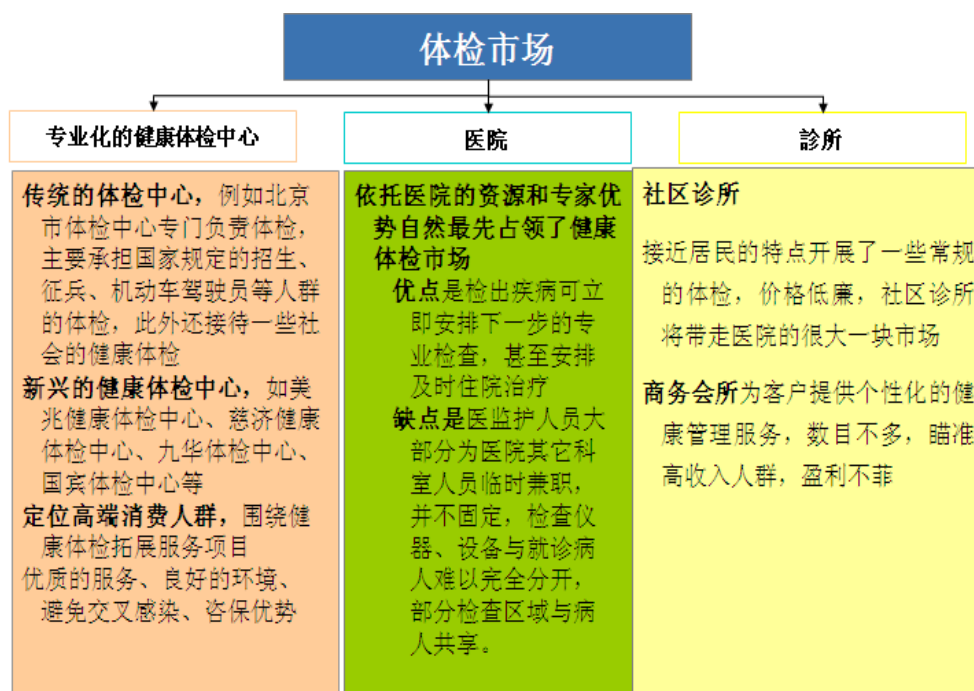 体检市场
专业化的健康体检中心
医院
診所
传统的体检中心，例如北京
市体检中心专门负责体检，
主要承担国家规定的招生、
征兵、机动车驾驶员等人群
的体检，此外还接待一些社
会的健康体检
新兴的健康体检中心，如美
兆健康体检中心、慈济健康
体检中心、九华体检中心、
国宾体检中心等
定位高端消费人群，围绕健
康体检拓展服务项目
优质的服务、良好的环境、
避免交叉感染、咨保优势
依托医院的资源和专家优
势自然最先占领了健康
体检市场
优点是检出疾病可立
即安排下一步的专
业检查，甚至安排
及时住院治疗
缺点是医监护人员大
部分为医院其它科
室人员临时兼职，
并不固定，检查仪
器、设备与就诊病
人难以完全分开，
部分检查区域与病
人共享。
社区诊所
接近居民的特点开展了一些常规
的体检，价格低廉，社区诊所
将带走医院的很大一块市场
商务会所为客户提供个性化的健
康管理服务，数目不多，瞄准
高收入人群，盈利不菲